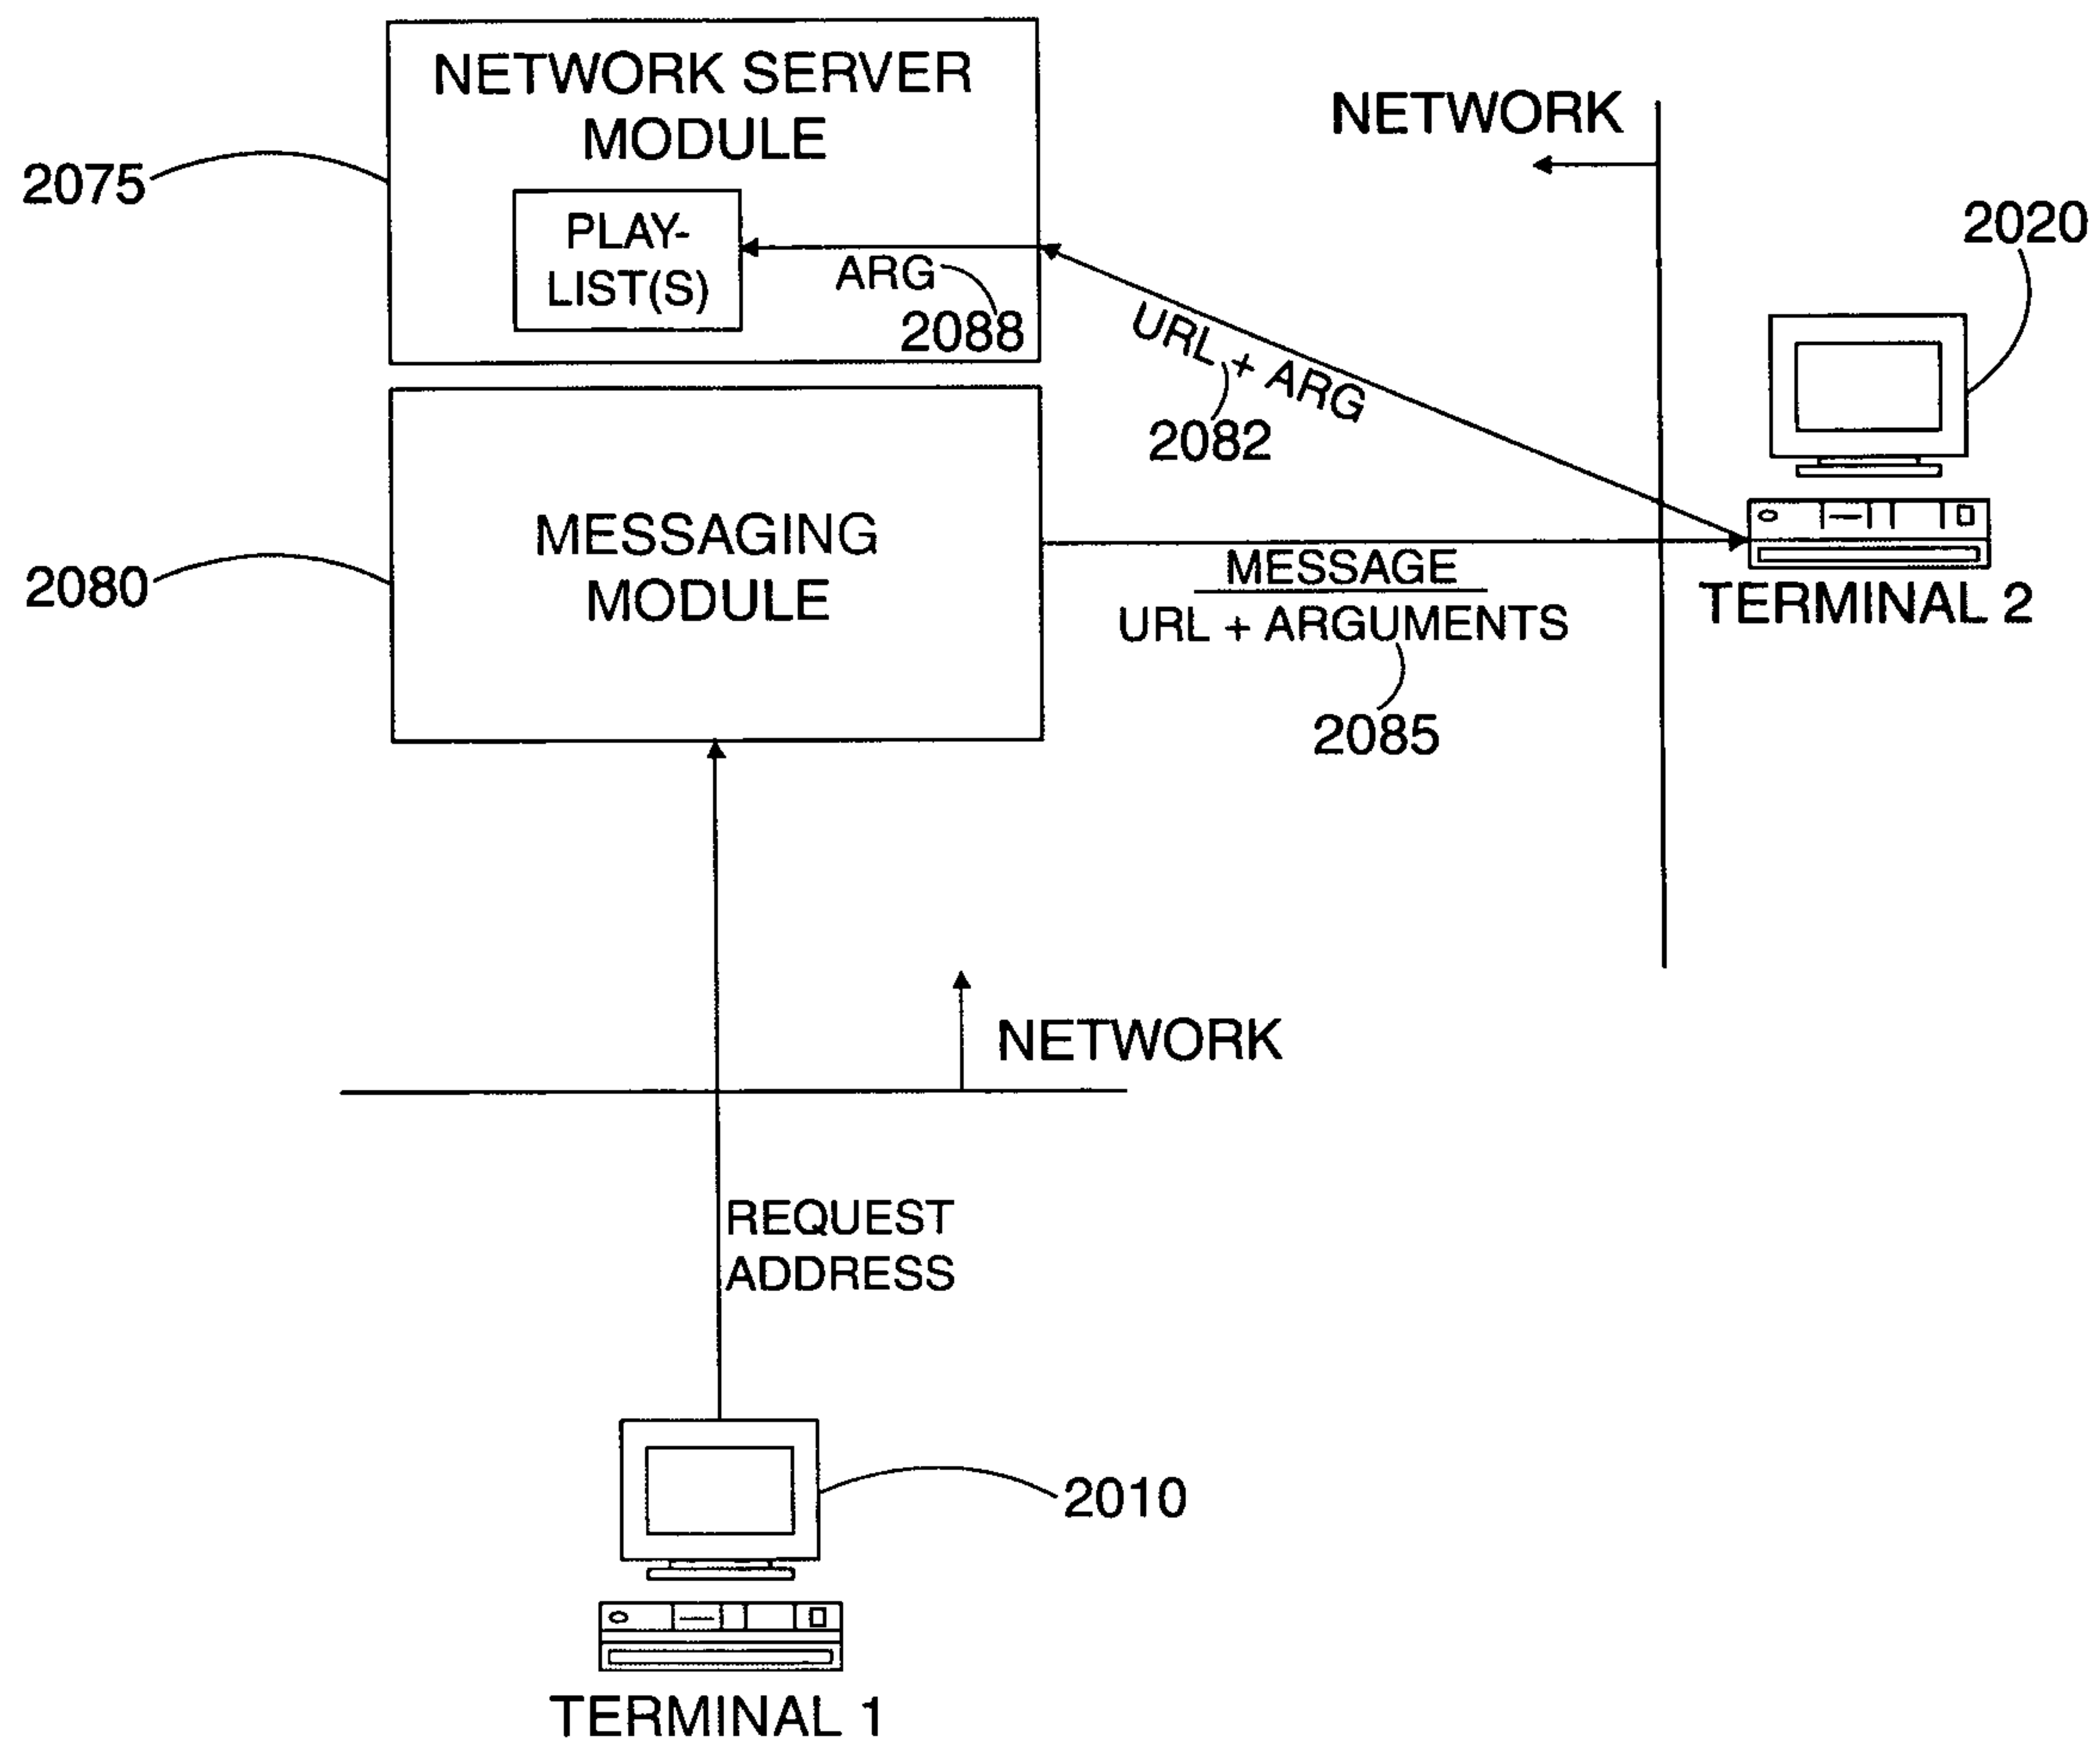 NETWORK SERVER
MODULE
2075
PLAY-
LIST(S)
ARG
2088
NETWORK
2020
URL + ARG
2082
MESSAGING
MODULE
2080
MESSAGE
URL + ARGUMENTS
2085
TERMINAL 2
NETWORK
REQUEST
ADDRESS
2010
TERMINAL 1